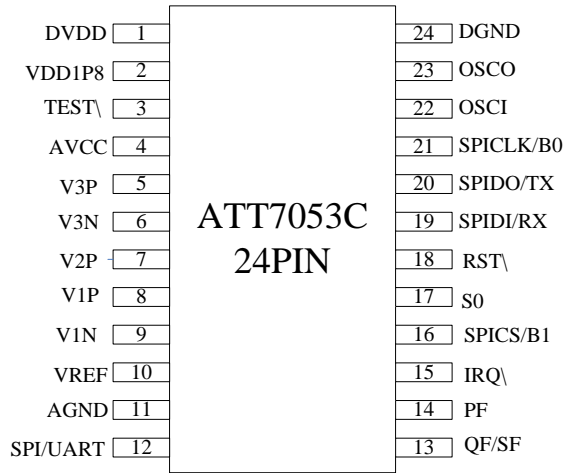 DVDD 1 24 DGND
VDD1P8 2 23 OSCO
TEST\ 3 22 OSCI
AVCC 4 21 SPICLK/B0
V3P 5 20 SPIDO/TX
V3N 6 19 SPIDI/RX
ATT7053C
24PIN
V2P 7 18 RST\
V1P 8 17 S0
V1N 9 16 SPICS/B1
VREF 10 15 IRQ\
AGND 11 14 PF
SPI/UART 12 13 QF/SF